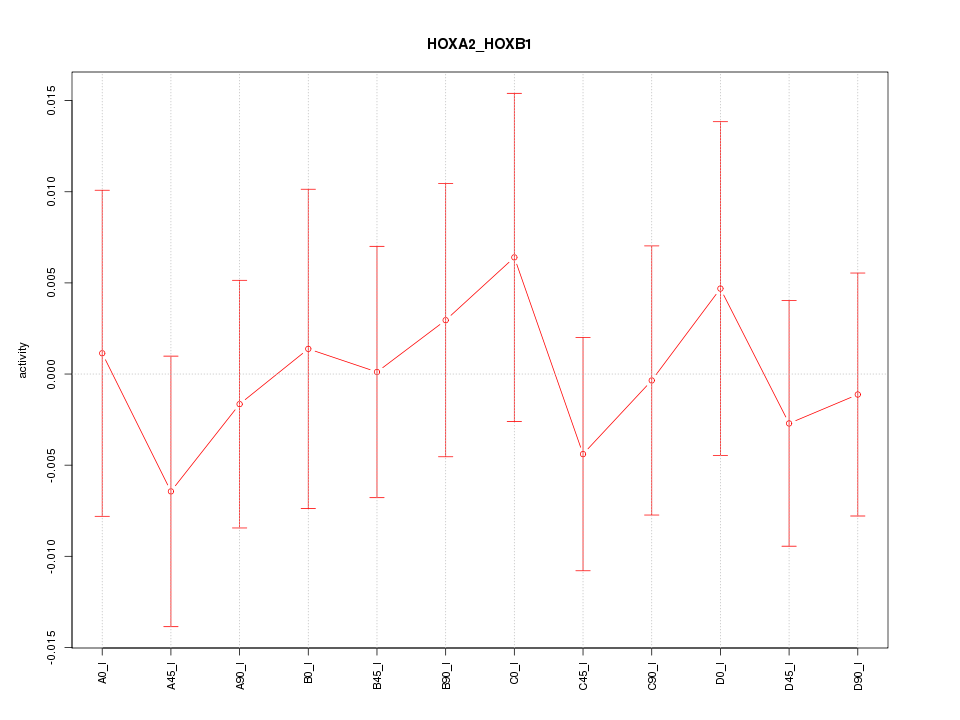 HOXA2_HOXB1
activity
0.015
0.010
0.005
0.000
-0.005
-0.010
-0.015
A0_I
A45_I
A90_I
B0_I
B45_I
B90_I
C0_I
C45_I
C90_I
D0_I
D45_I
D90_I